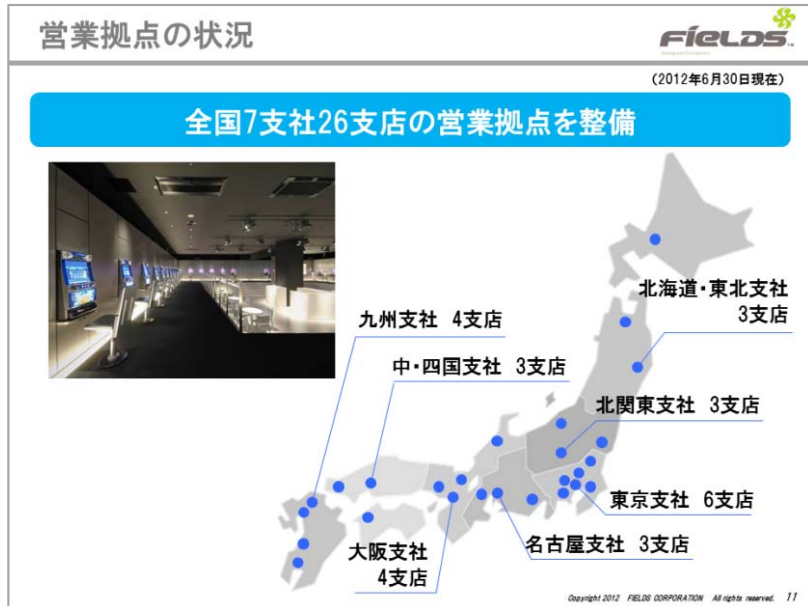 営業拠点の状況
FIELDS
(2012年6月30日現在)
全国7支社26支店の営業拠点を整備
北海道・東北支社
3支店
九州支社 4支店
中・四国支社 3支店
北関東支社 3支店
東京支社 6支店
名古屋支社 3支店
大阪支社
4支店
Copyright 2012 FIELDS CORPORATION All rights reserved. 11